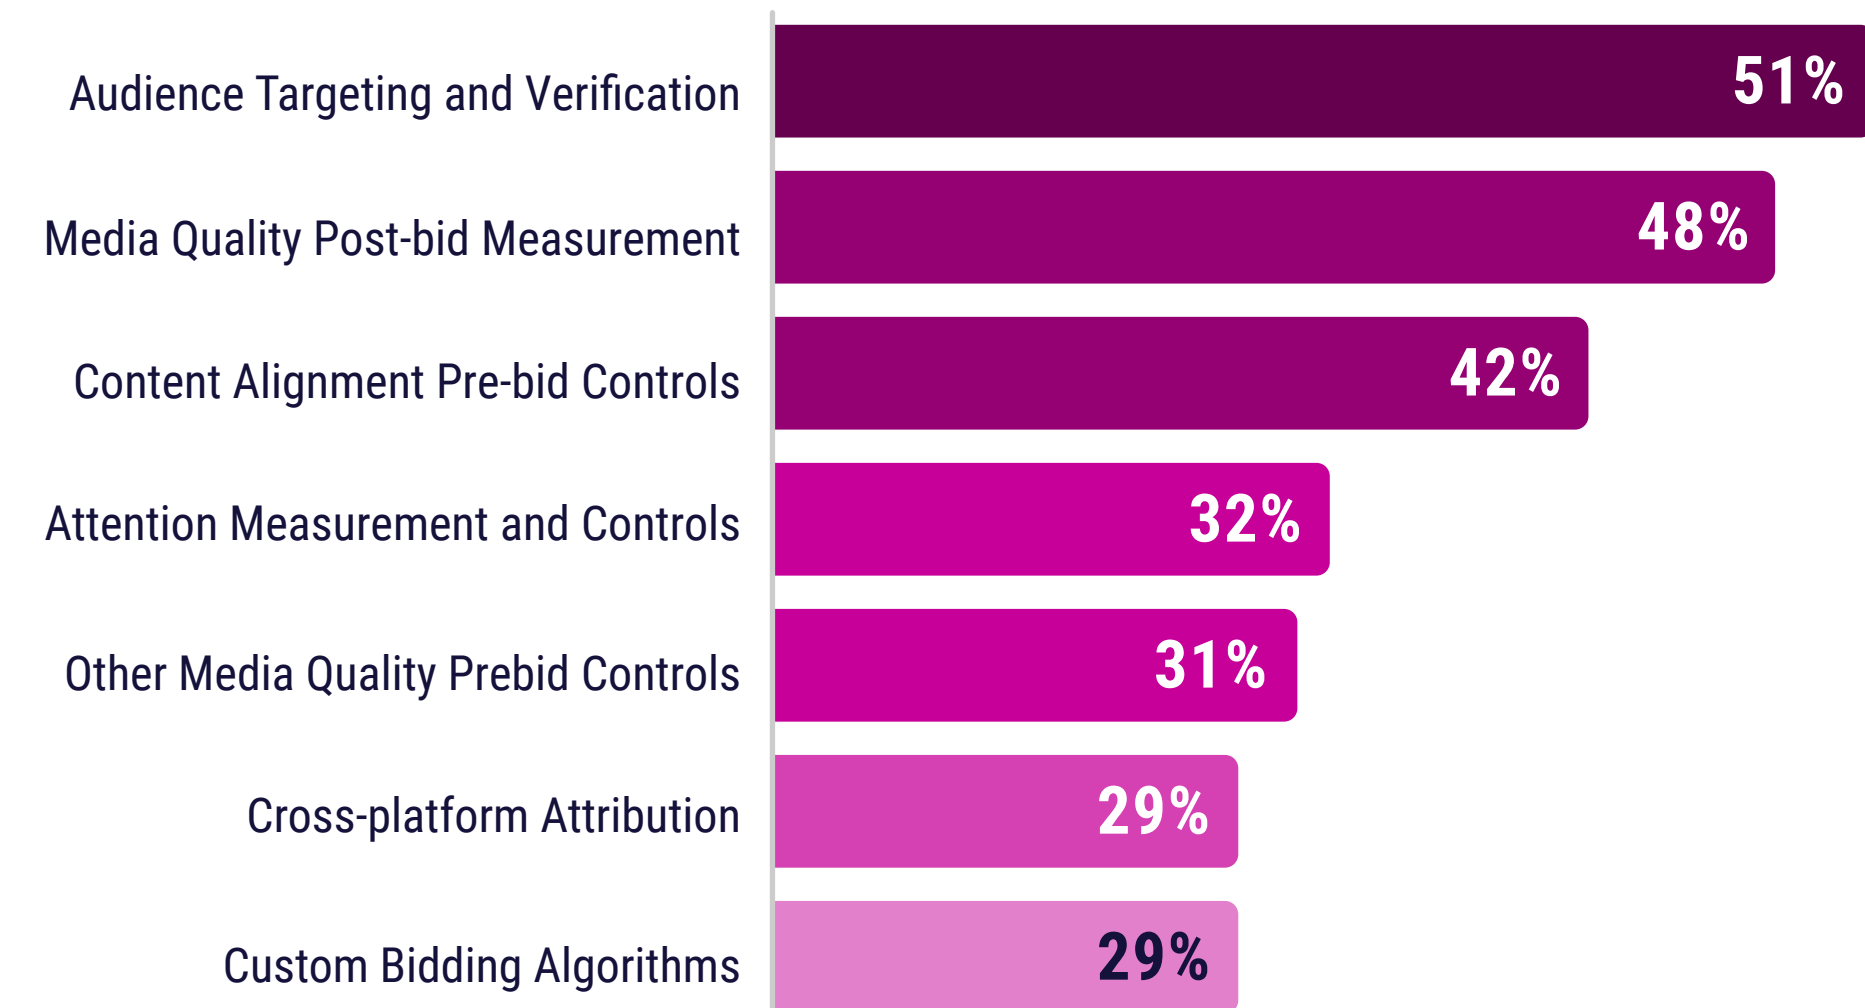 Audience Targeting and Verification 51%
Media Quality Post-bid Measurement 48%
Content Alignment Pre-bid Controls 42%
Attention Measurement and Controls 32%
Other Media Quality Prebid Controls 31%
Cross-platform Attribution 29%
Custom Bidding Algorithms 29%